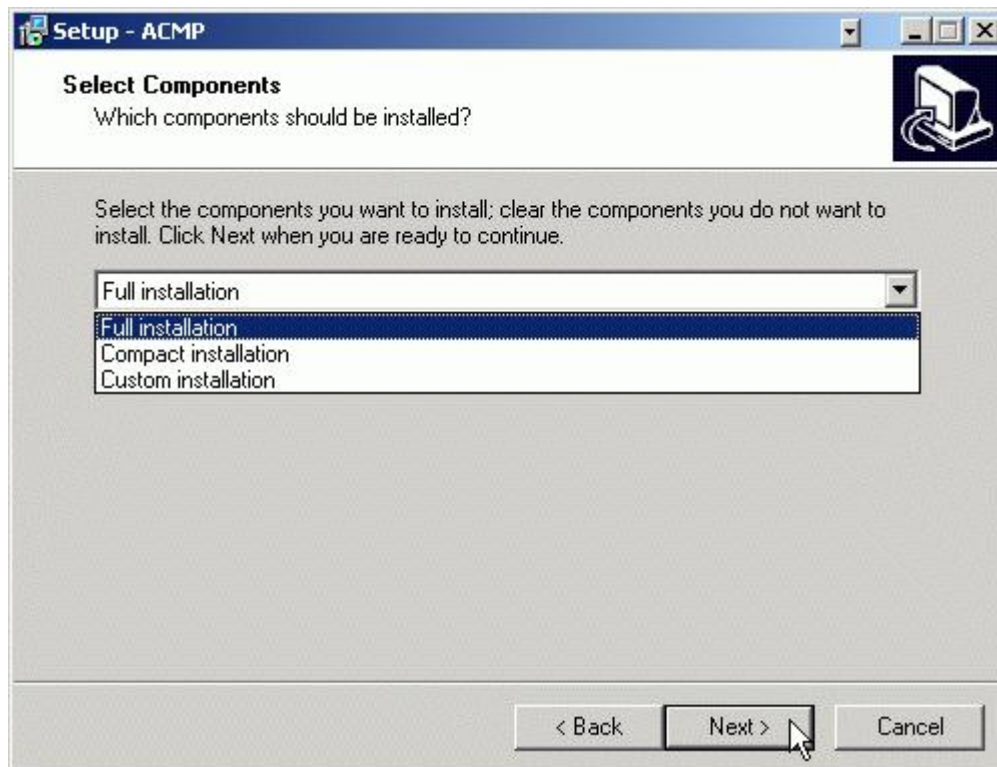 Setup - ACMP
Select Components
Which components should be installed?
Select the components you want to install; clear the components you do not want to
install. Click Next when you are ready to continue.
Full installation
Full installation
Compact installation
Custom installation
< Back
Next >
Cancel